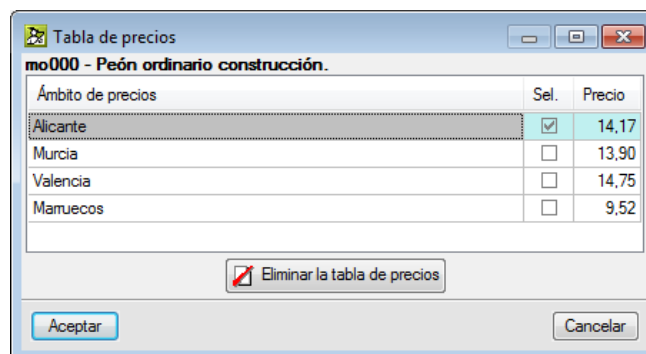 Tabla de precios
mo000 - Peón ordinario construcción.
Ámbito de precios Sel. Precio
Alicante 14,17
Murcia 13,90
Valencia 14,75
Marruecos 9,52
Eliminar la tabla de precios
Aceptar Cancelar